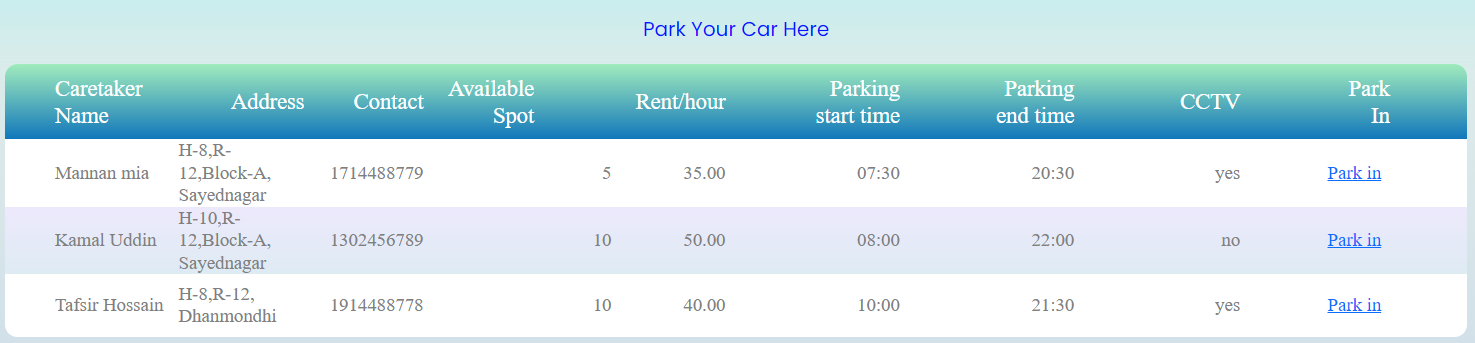 Park Your Car Here
Caretaker Name Address Contact Available Spot Rent/hour Parking start time Parking end time CCTV Park In
Mannan mia H-8,R-12,Block-A, Sayednagar 1714488779 5 35.00 07:30 20:30 yes Park in
Kamal Uddin H-10,R-12,Block-A, Sayednagar 1302456789 10 50.00 08:00 22:00 no Park in
Tafsir Hossain H-8,R-12, Dhanmondhi 1914488778 10 40.00 10:00 21:30 yes Park in